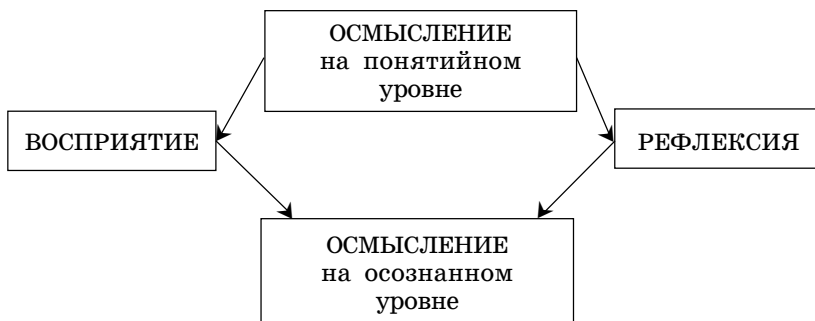 ОСМЫСЛЕНИЕ
на понятийном
уровне
ВОСПРИЯТИЕ
РЕФЛЕКСИЯ
ОСМЫСЛЕНИЕ
на осознанном
уровне